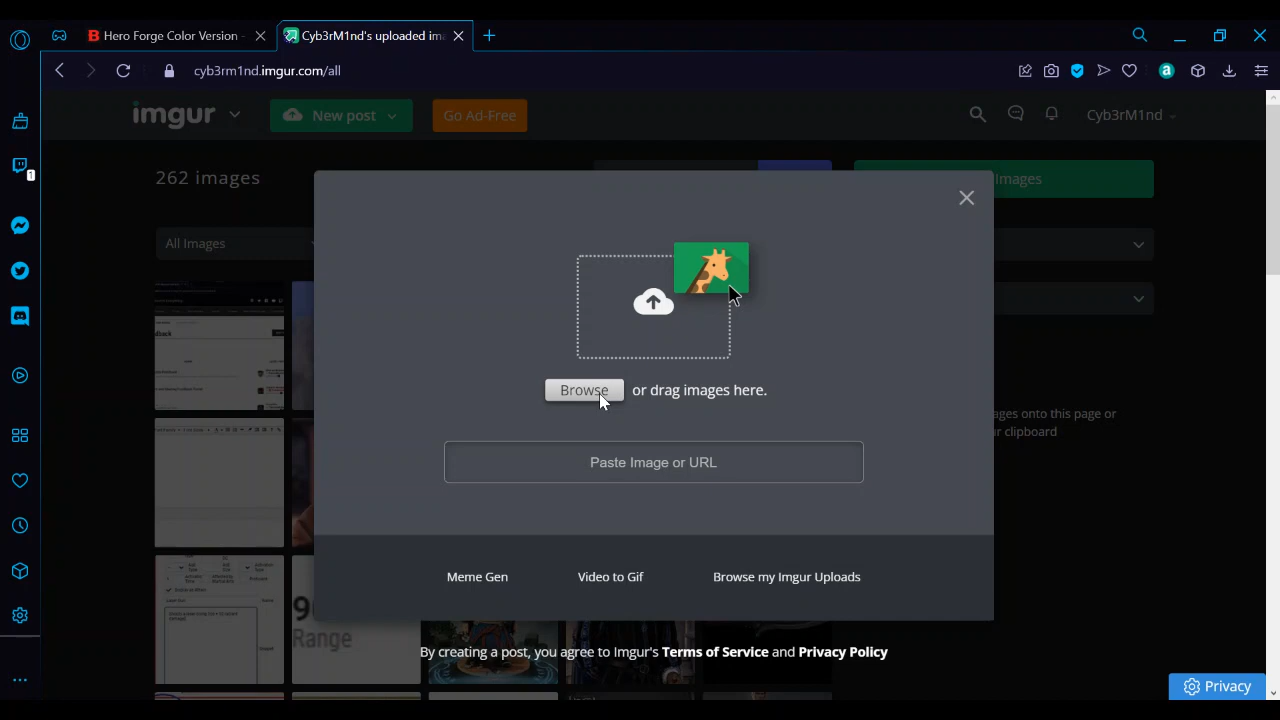 Hero Forge Color Version -
Cyb3rM1nd's uploaded ima
cyb3rm1nd.imgur.com/all
imgur
New post
Go Ad-Free
Cyb3rM1nd
1
262 images
Images
All Images
Browse or drag images here.
ages onto this page or
ur clipboard
Paste Image or URL
Meme Gen
Video to Gif
Browse my Imgur Uploads
Range
By creating a post, you agree to Imgur's Terms of Service and Privacy Policy
Privacy